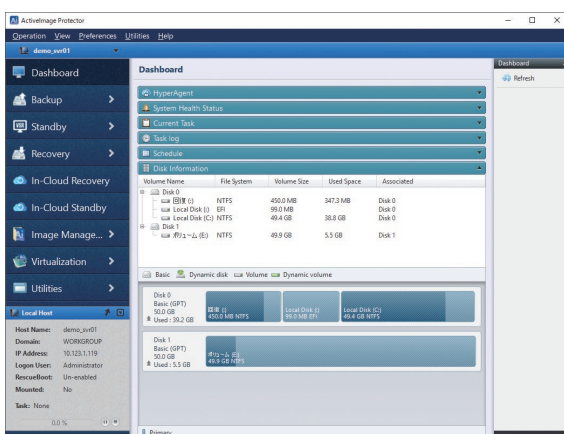 ActiveImage Protector
Operation View Preferences Utilities Help
demo_svr01
Dashboard
Backup
Standby
Recovery
In-Cloud Recovery
In-Cloud Standby
Image Manage...
Virtualization
Utilities
Local Host
Host Name: demo_svr01
Domain: WORKGROUP
IP Address: 10.123.1.119
Logon User: Administrator
RescueBoot: Un-enabled
Mounted: No
Task: None
0.0 %
Dashboard
HyperAgent
System Health Status
Current Task
Task log
Schedule
Disk Information
Volume Name File System Volume Size Used Space Associated
Disk 0
回復 (:) NTFS 450.0 MB 347.3 MB Disk 0
Local Disk (:) EFI 99.0 MB Disk 0
Local Disk (C:) NTFS 49.4 GB 38.8 GB Disk 0
Disk 1
ボリューム (E:) NTFS 49.9 GB 5.5 GB Disk 1
Basic Dynamic disk Volume Dynamic volume
Disk 0
Basic (GPT)
50.0 GB
Used : 39.2 GB
回復 ()
450.0 MB NTFS
Local Disk ()
99.0 MB EFI
Local Disk (C)
49.4 GB NTFS
Disk 1
Basic (GPT)
50.0 GB
Used : 5.5 GB
ボリューム (E)
49.9 GB NTFS
Primary
Dashboard
Refresh